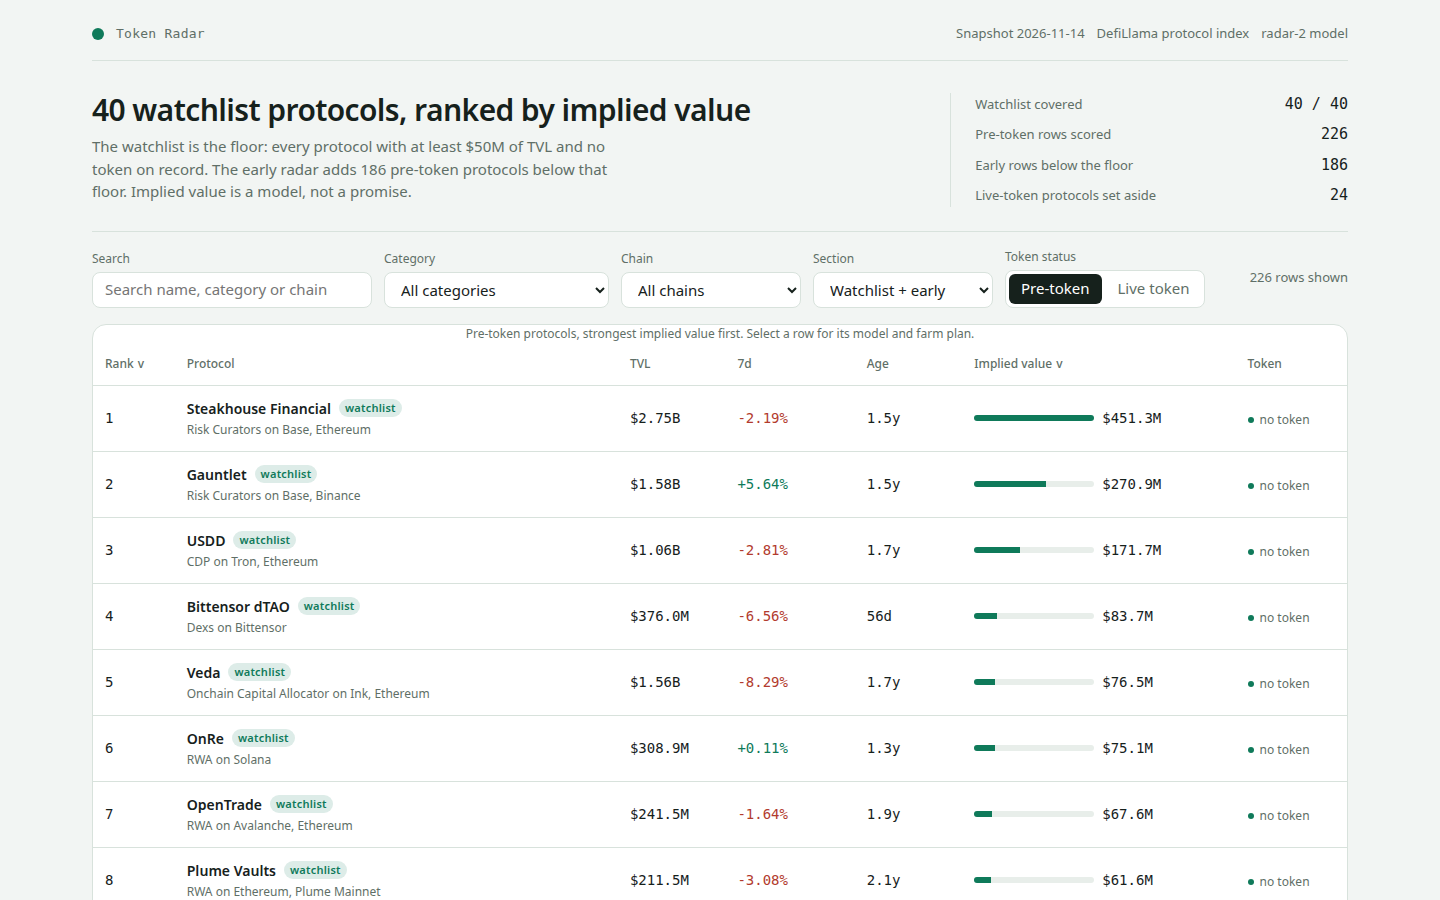 Token Radar
Snapshot 2026-11-14 DefiLlama protocol index radar-2 model
40 watchlist protocols, ranked by implied value
The watchlist is the floor: every protocol with at least $50M of TVL and no
token on record. The early radar adds 186 pre-token protocols below that
floor. Implied value is a model, not a promise.
Watchlist covered 40 / 40
Pre-token rows scored 226
Early rows below the floor 186
Live-token protocols set aside 24
Search Category Chain Section Token status
Search name, category or chain All categories All chains Watchlist + early Pre-token Live token 226 rows shown
Pre-token protocols, strongest implied value first. Select a row for its model and farm plan.
Rank v Protocol TVL 7d Age Implied value v Token
1 Steakhouse Financial watchlist $2.75B -2.19% 1.5y $451.3M no token
Risk Curators on Base, Ethereum
2 Gauntlet watchlist $1.58B +5.64% 1.5y $270.9M no token
Risk Curators on Base, Binance
3 USDD watchlist $1.06B -2.81% 1.7y $171.7M no token
CDP on Tron, Ethereum
4 Bittensor dTAO watchlist $376.0M -6.56% 56d $83.7M no token
Dexs on Bittensor
5 Veda watchlist $1.56B -8.29% 1.7y $76.5M no token
Onchain Capital Allocator on Ink, Ethereum
6 OnRe watchlist $308.9M +0.11% 1.3y $75.1M no token
RWA on Solana
7 OpenTrade watchlist $241.5M -1.64% 1.9y $67.6M no token
RWA on Avalanche, Ethereum
8 Plume Vaults watchlist $211.5M -3.08% 2.1y $61.6M no token
RWA on Ethereum, Plume Mainnet